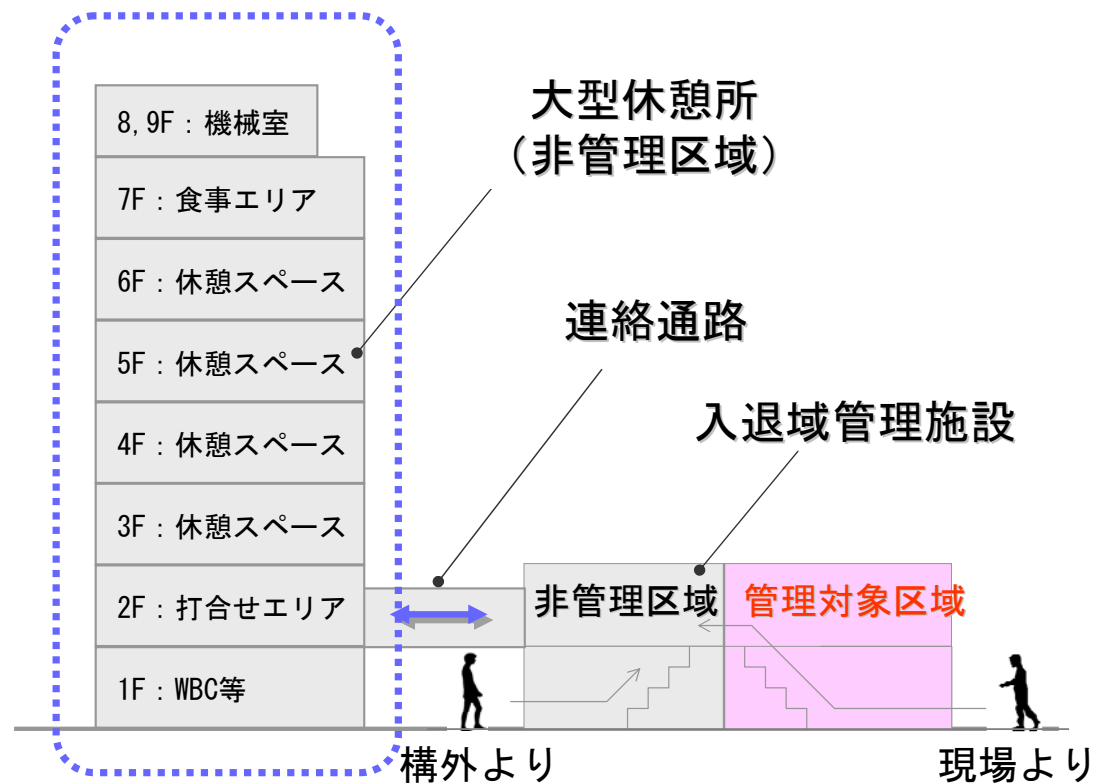 8,9F：機械室
7F：食事エリア
6F：休憩スペース
5F：休憩スペース
4F：休憩スペース
3F：休憩スペース
2F：打合せエリア
1F：WBC等
大型休憩所
（非管理区域）
連絡通路
入退域管理施設
非管理区域
管理対象区域
構外より
現場より